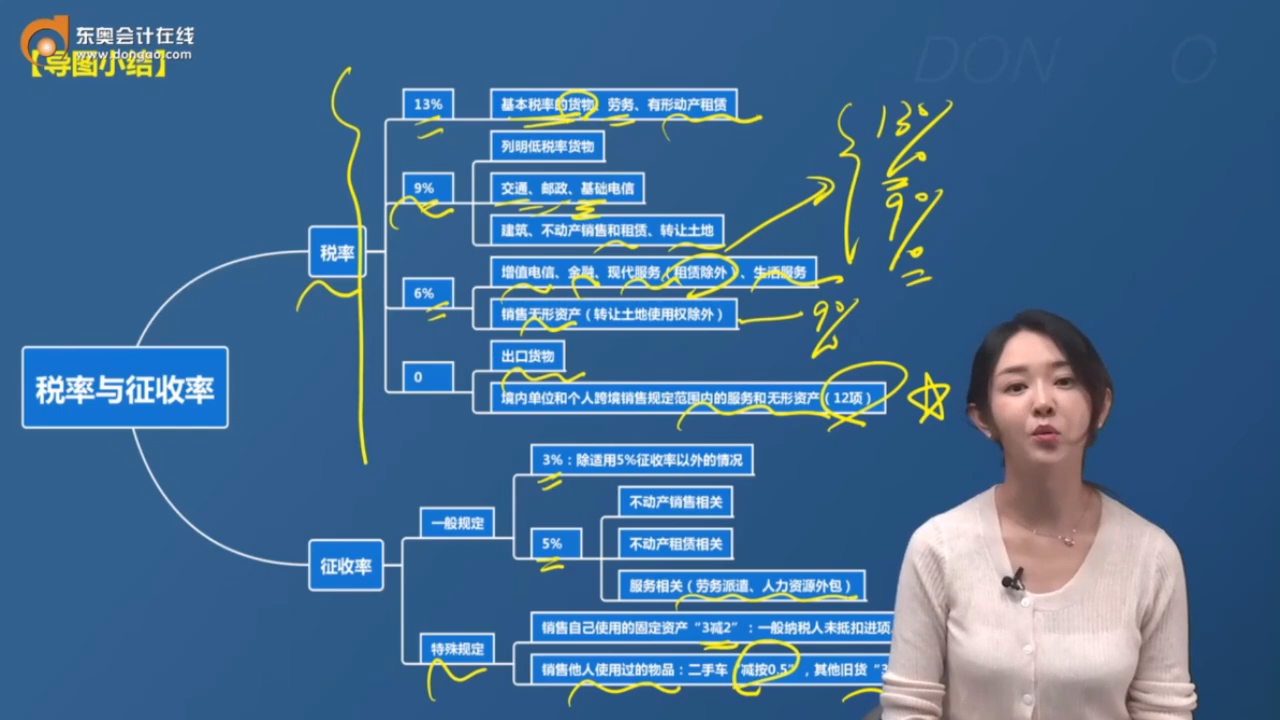 东奥会计在线
www.dongao.com
【导图小结】
DON O
13%
基本税率的货物、劳务、有形动产租赁
列明低税率货物
9%
交通、邮政、基础电信
建筑、不动产销售和租赁、转让土地
税率
增值电信、金融、现代服务（租赁除外）、生活服务
6%
销售无形资产（转让土地使用权除外）
出口货物
0
境内单位和个人跨境销售规定范围内的服务和无形资产（12项）
13%
9%
9%
税率与征收率
3%：除适用5%征收率以外的情况
一般规定
不动产销售相关
5%
不动产租赁相关
征收率
服务相关（劳务派遣、人力资源外包）
销售自己使用的固定资产“3减2”：一般纳税人未抵扣进项
特殊规定
销售他人使用过的物品：二手车“减按0.5”，其他旧货“3